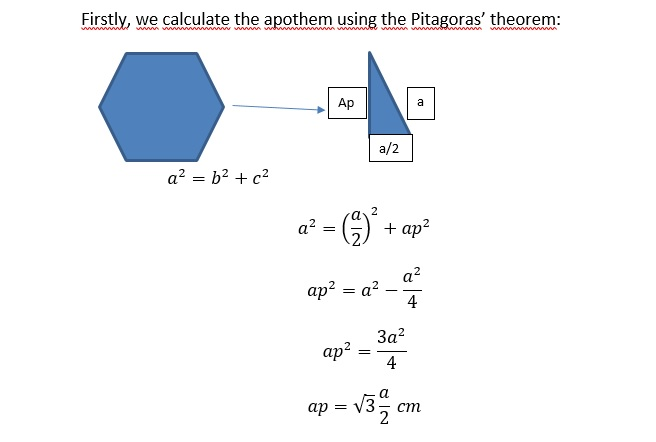 Firstly, we calculate the apothem using the Pitagoras’ theorem:
Ap
a
a/2
a² = b² + c²
a² = (a/2)² + ap²
ap² = a² − a²/4
ap² = 3a²/4
ap = √3 a/2 cm